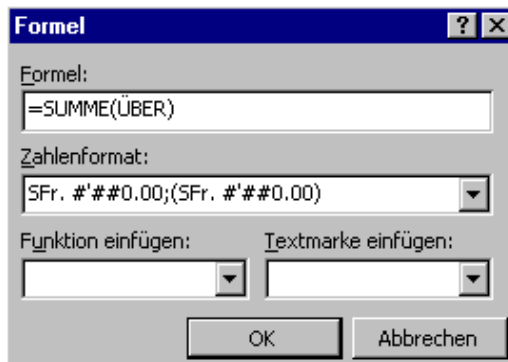 Formel
Formel:
=SUMME(ÜBER)
Zahlenformat:
SFr. #'##0.00;(SFr. #'##0.00)
Funktion einfügen: Textmarke einfügen:
OK Abbrechen